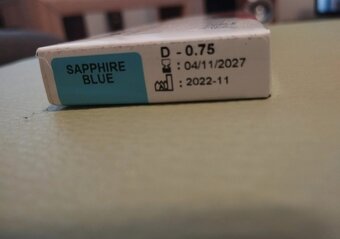 SAPPHIRE
BLUE
D - 0.75
: 04/11/2027
: 2022-11